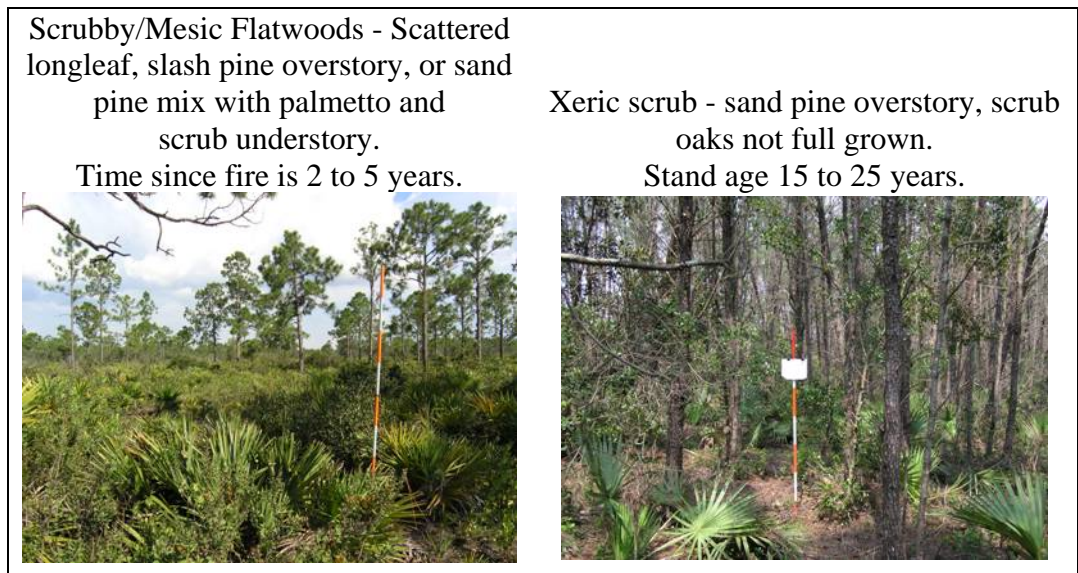 Scrubby/Mesic Flatwoods - Scattered
longleaf, slash pine overstory, or sand
pine mix with palmetto and
scrub understory.
Time since fire is 2 to 5 years.
Xeric scrub - sand pine overstory, scrub
oaks not full grown.
Stand age 15 to 25 years.